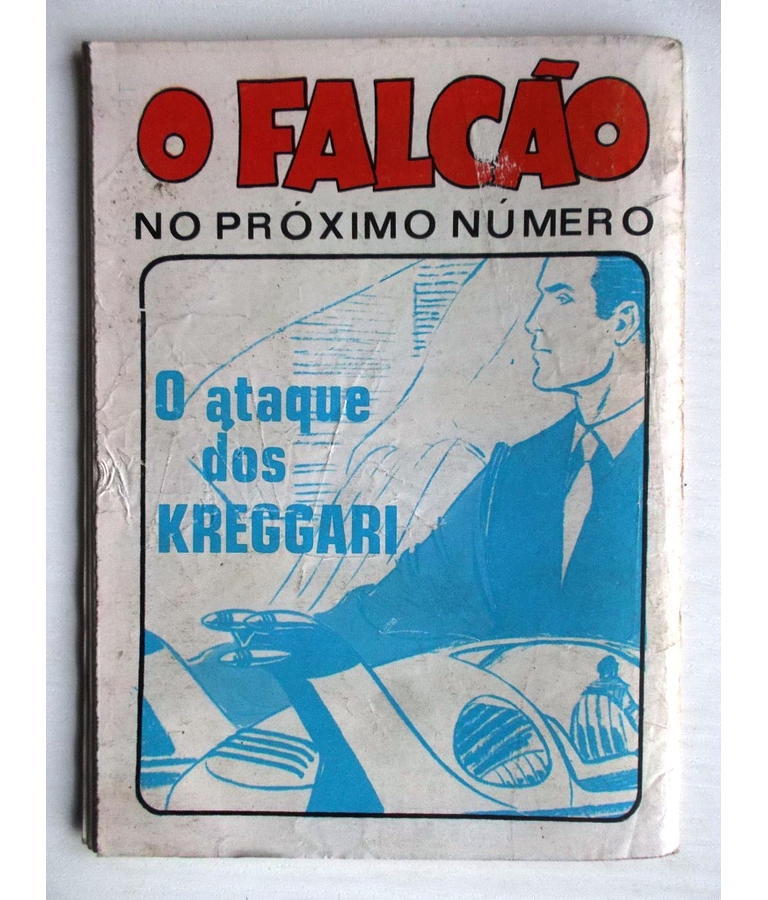 O FALCÃO
NO PRÓXIMO NÚMERO
O ataque
dos
KREGGARI